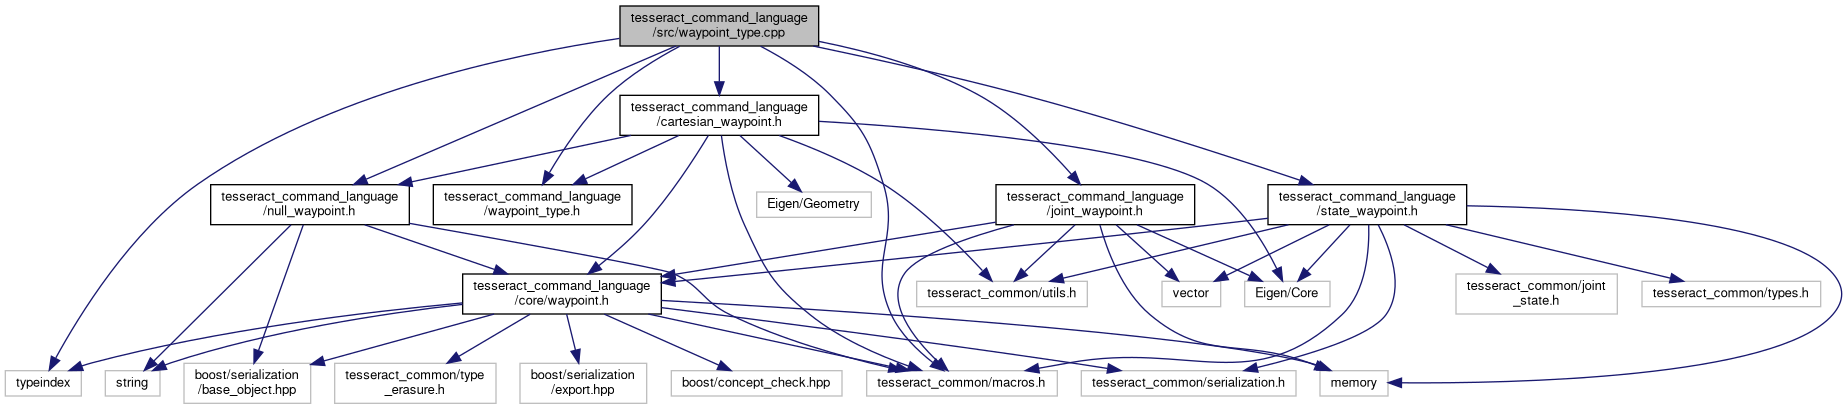 tesseract_command_language
/src/waypoint_type.cpp
tesseract_command_language
/cartesian_waypoint.h
tesseract_command_language
/null_waypoint.h
tesseract_command_language
/waypoint_type.h
Eigen/Geometry
tesseract_command_language
/joint_waypoint.h
tesseract_command_language
/state_waypoint.h
tesseract_command_language
/core/waypoint.h
tesseract_common/utils.h
vector
Eigen/Core
tesseract_common/joint
_state.h
tesseract_common/types.h
typeindex
string
boost/serialization
/base_object.hpp
tesseract_common/type
_erasure.h
boost/serialization
/export.hpp
boost/concept_check.hpp
tesseract_common/macros.h
tesseract_common/serialization.h
memory